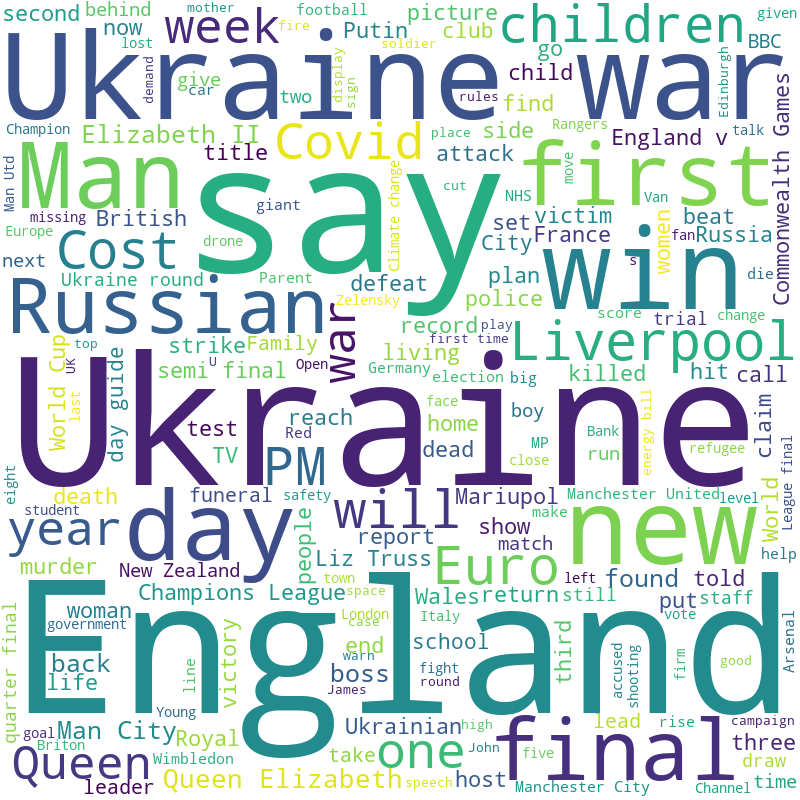 second
behind
mother
football
picture
given
lost
now
week
fire
Putin
club
children
BBC
soldier
go
Ukraine
war
demand
give
car
two
display
sign
rules
child
find
Edinburgh
Champion
Elizabeth II
Covid
side
place
Rangers
England v
talk
Man Utd
Man
title
attack
first
move
Commonwealth Games
say
cut
NHS
Van
women
missing
British
giant
Climate change
set
victim
beat
Europe
Cost
drone
City
France
s
fan
Russia
next
Ukraine round
Parent
defeat
plan
win
die
Russian
Zelensky
police
score
trial
change
World Cup
top
UK
last
strike
Family
war
record
play
first time
Liverpool
semi final
U
Open
living
Germany
election
big
killed
hit
call
day guide
Ukraine
test
reach
home
face
boy
energy bill
claim
TV
Red
PM
dead
close
MP
Bank
run
refugee
eight
death
funeral
safety
Mariupol
Manchester United
level
World
League final
student
year
day
people
will
report
show
make
match
new
help
murder
New Zealand
Liz Truss
Euro
left
found
told
quarter final
England
Champions League
town
space
Wales
return
still
put
staff
woman
government
London
case
Italy
vote
Arsenal
back
victory
end
school
third
accused
shooting
firm
good
life
line
warn
boss
fight
round
James
final
goal
Young
Man City
Ukrainian
high
lead
rise
campaign
Briton
Royal
take
one
John
five
three
Queen
Wimbledon
draw
leader
Queen Elizabeth
speech
host
Manchester City
Channel
time